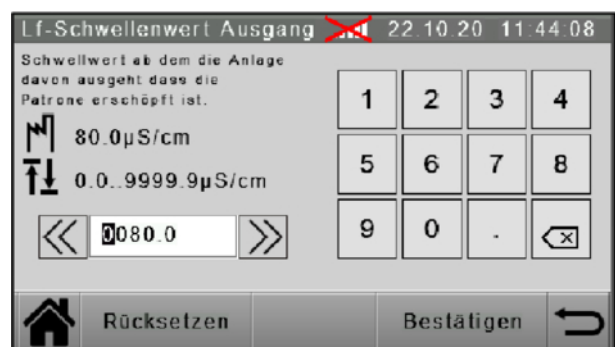 Lf-Schwellenwert Ausgang 22.10.20 11:44:08
Schwellwert ab dem die Anlage
davon ausgeht dass die
Patrone erschöpft ist.
80.0µS/cm
0.0..9999.9µS/cm
0080.0
1 2 3 4
5 6 7 8
9 0 .
Rücksetzen Bestätigen